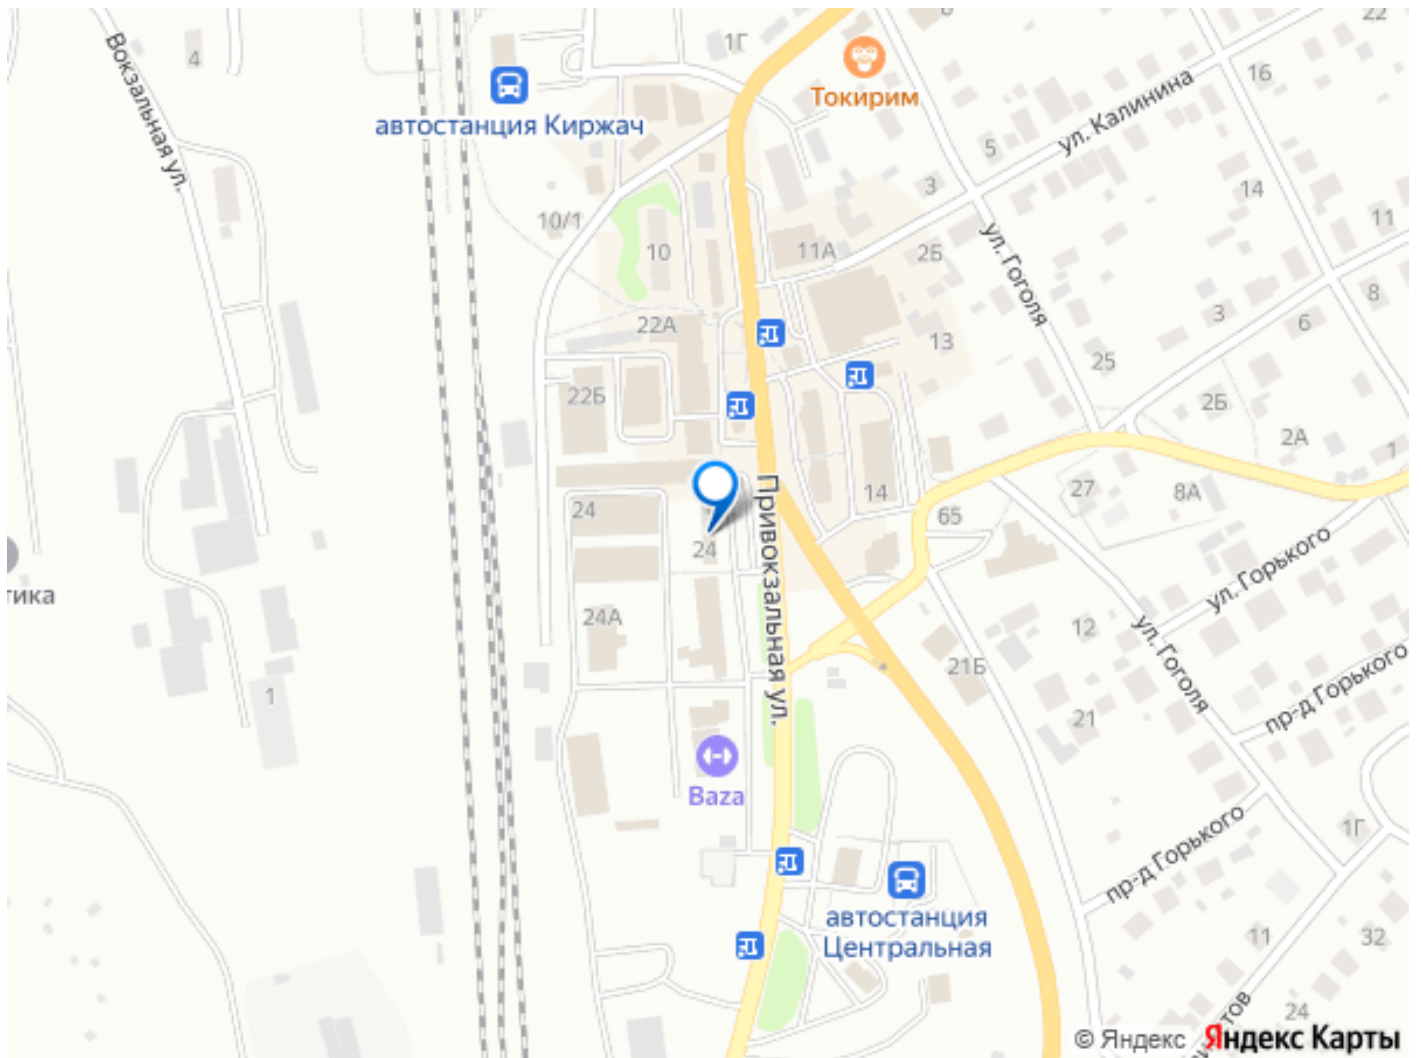 22
1Г
4
16
Токирим
ул. Калинина
Вокзальная ул.
автостанция Киржач
5
3
14
11
10/1
10
11А
2Б
ул. Гоголя
8
3
6
22А
13
25
22Б
2Б
2А
1
27
8А
14
65
24
24
Привокзальная ул.
ул. Горького
тика
24А
12
ул. Гоголя
21Б
пр-д Горького
1
21
Baza
пр-д Горького
1Г
автостанция
Центральная
11
32
24
© Яндекс Яндекс Карты